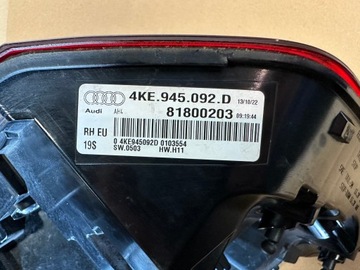 4KE.945.092.D 13/10/22
Audi AHL 81800203 09:19:44
RH EU
19S 0 4KE945092D 0103554
SW.0503 HW.H11